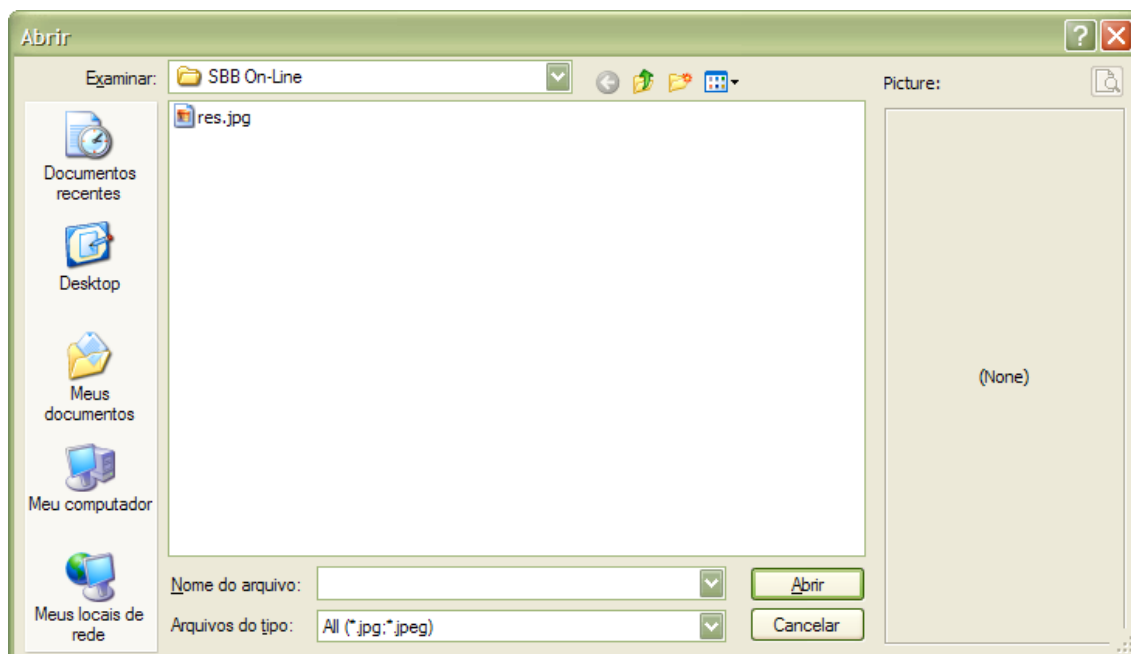 Abrir
Examinar: SBB On-Line
Picture:
res.jpg
Documentos
recentes
Desktop
Meus
documentos
Meu computador
Meus locais de
rede
(None)
Nome do arquivo:
Abrir
Arquivos do tipo: All (*.jpg;*.jpeg)
Cancelar